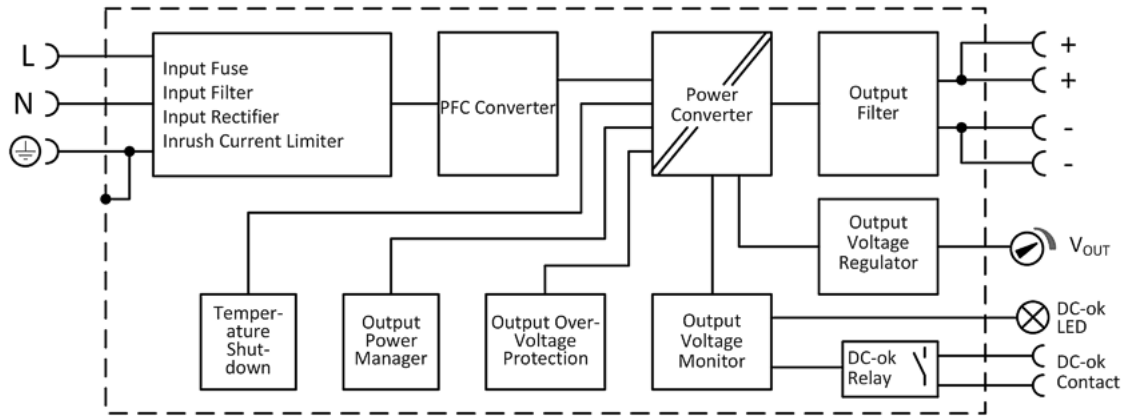 L
N
Input Fuse
Input Filter
Input Rectifier
Inrush Current Limiter
PFC Converter
Power
Converter
Output
Filter
+
+
-
-
Output
Voltage
Regulator
VOUT
Temper-
ature
Shut-
down
Output
Power
Manager
Output Over-
Voltage
Protection
Output
Voltage
Monitor
DC-ok
LED
DC-ok
Relay
DC-ok
Contact